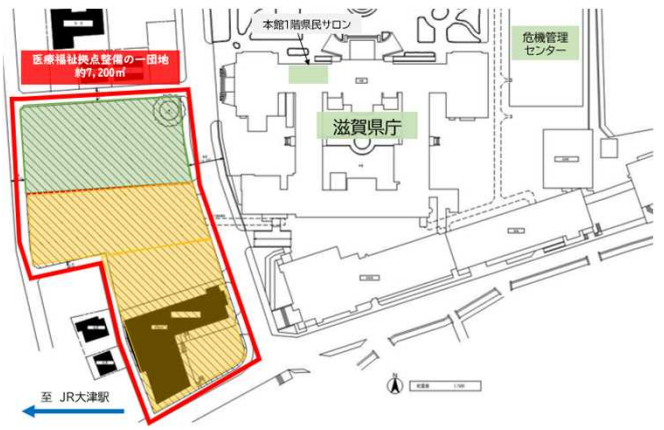 本館1階県民サロン
医療福祉拠点整備の一団地
約7,200㎡
危機管理
センター
滋賀県庁
至 JR大津駅
N